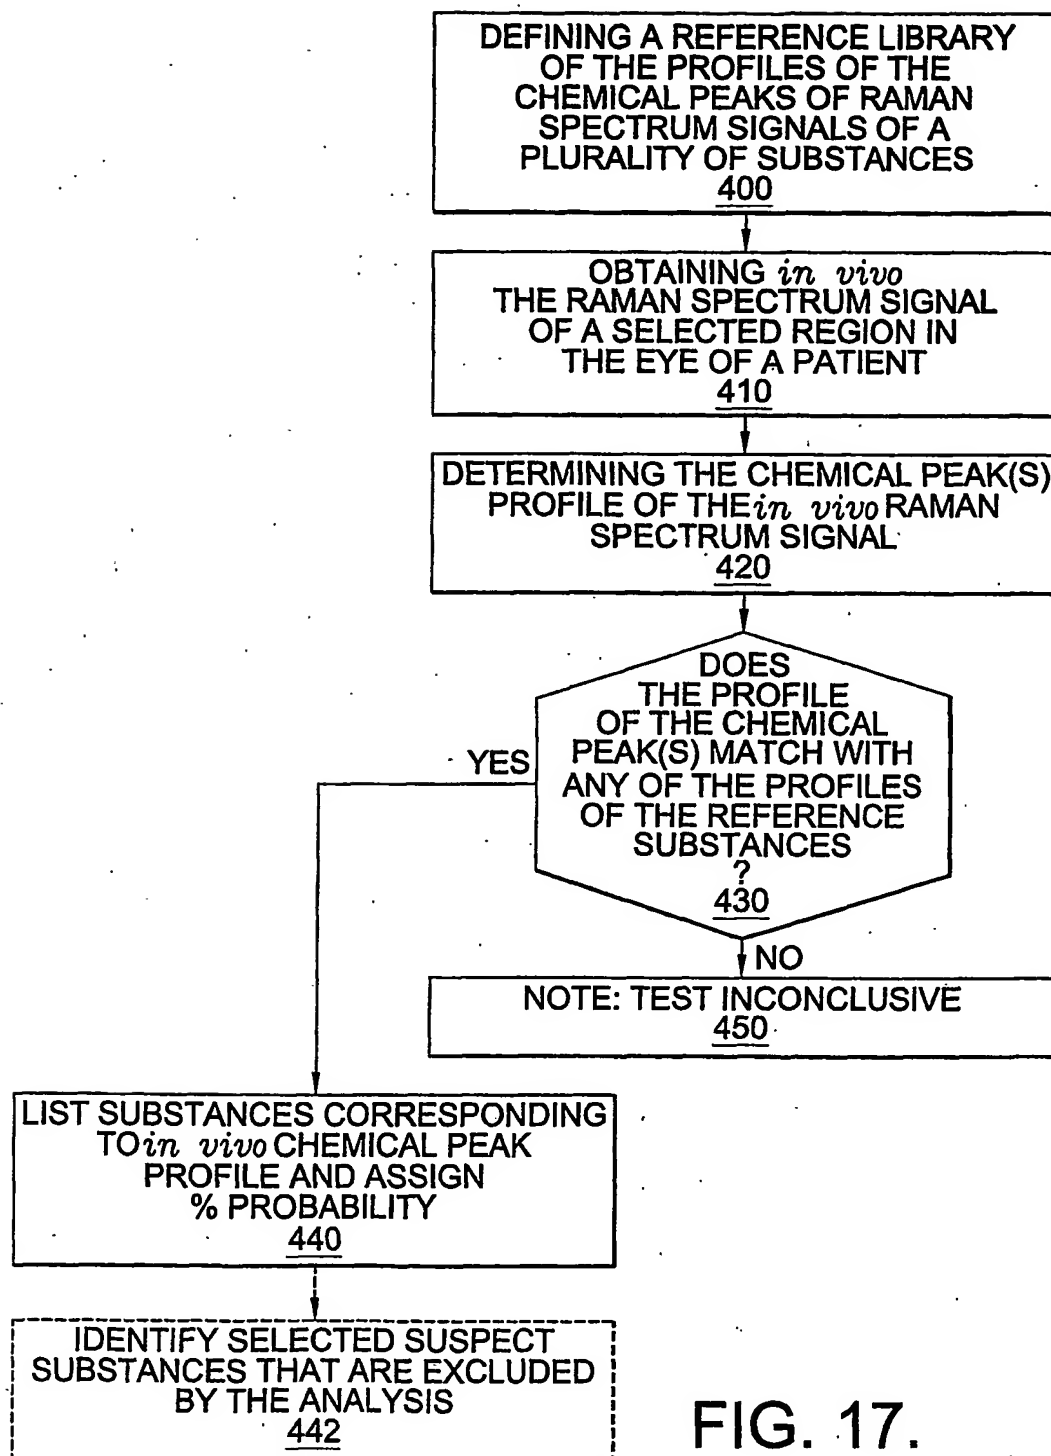 DEFINING A REFERENCE LIBRARY
OF THE PROFILES OF THE
CHEMICAL PEAKS OF RAMAN
SPECTRUM SIGNALS OF A
PLURALITY OF SUBSTANCES
400
OBTAINING in vivo
THE RAMAN SPECTRUM SIGNAL
OF A SELECTED REGION IN
THE EYE OF A PATIENT
410
DETERMINING THE CHEMICAL PEAK(S)
PROFILE OF THE in vivo RAMAN
SPECTRUM SIGNAL
420
DOES
THE PROFILE
OF THE CHEMICAL
PEAK(S) MATCH WITH
ANY OF THE PROFILES
OF THE REFERENCE
SUBSTANCES
?
430
YES
NO
NOTE: TEST INCONCLUSIVE
450
LIST SUBSTANCES CORRESPONDING
TO in vivo CHEMICAL PEAK
PROFILE AND ASSIGN
% PROBABILITY
440
IDENTIFY SELECTED SUSPECT
SUBSTANCES THAT ARE EXCLUDED
BY THE ANALYSIS
442
FIG. 17.